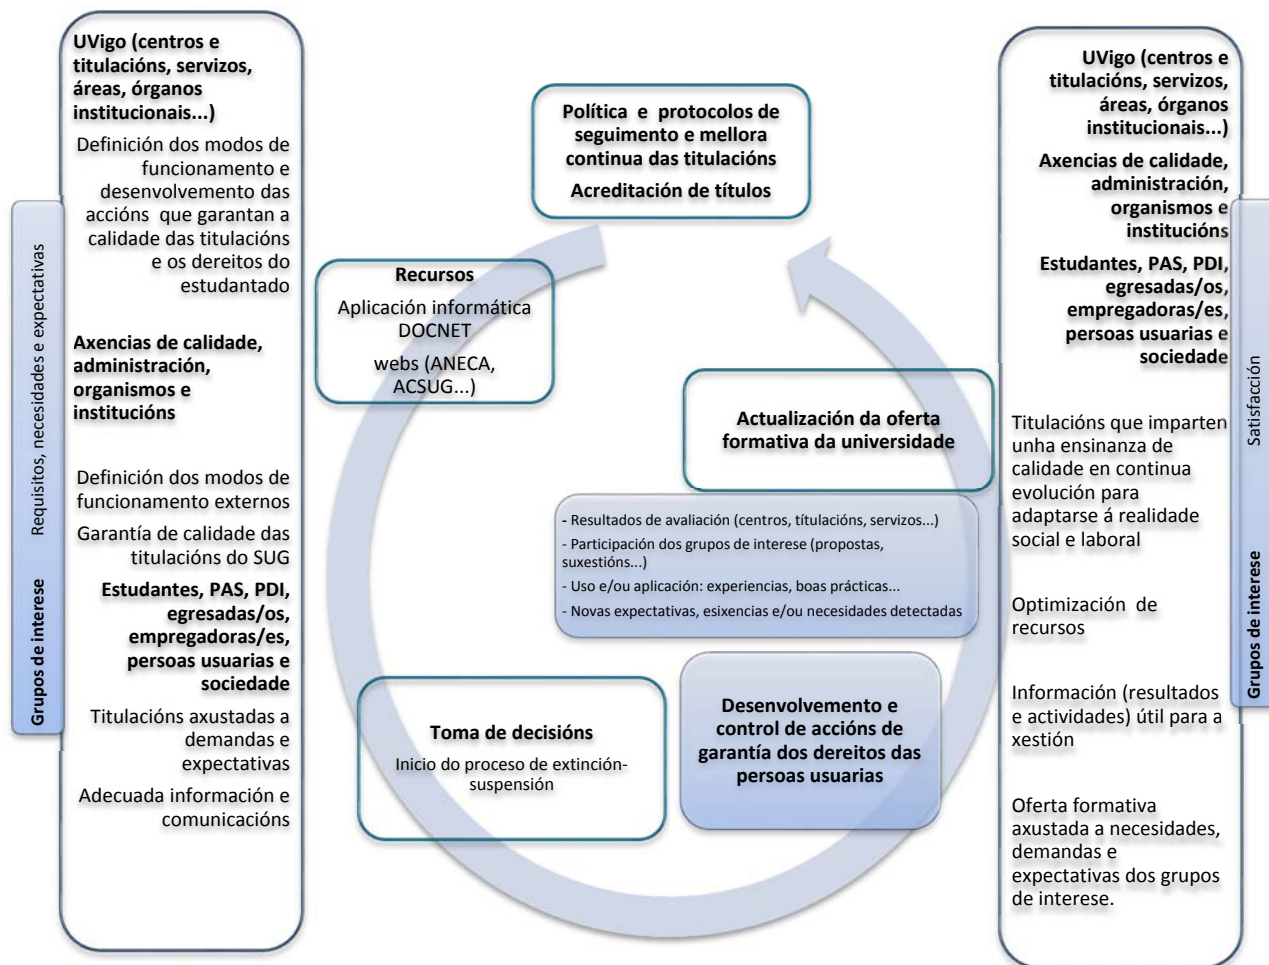 UVigo (centros e
titulacións, servizos,
áreas, órganos
institucionais...)
Definición dos modos de
funcionamento e
desenvolvemento das
accións que garantan a
calidade das titulacións
e os dereitos do
estudantado
Axencias de calidade,
administración,
organismos e
institucións
Definición dos modos de
funcionamento externos
Garantía de calidade das
titulacións do SUG
Estudantes, PAS, PDI,
egresadas/os,
empregadoras/es,
persoas usuarias e
sociedade
Titulacións axustadas a
demandas e
expectativas
Adecuada información e
comunicacións
Grupos de interese
Requisitos, necesidades e expectativas
Política e protocolos de
seguimento e mellora
continua das titulacións
Acreditación de títulos
Recursos
Aplicación informática
DOCNET
webs (ANECA,
ACSUG...)
Actualización da oferta
formativa da universidade
- Resultados de avaliación (centros, títulacións, servizos...)
- Participación dos grupos de interese (propostas,
suxestións...)
- Uso e/ou aplicación: experiencias, boas prácticas...
- Novas expectativas, esixencias e/ou necesidades detectadas
Toma de decisións
Inicio do proceso de extinción-
suspensión
Desenvolvemento e
control de accións de
garantía dos dereitos das
persoas usuarias
UVigo (centros e
titulacións, servizos,
áreas, órganos
institucionais...)
Axencias de calidade,
administración,
organismos e
institucións
Estudantes, PAS, PDI,
egresadas/os,
empregadoras/es,
persoas usuarias e
sociedade
Titulacións que imparten
unha ensinanza de
calidade en continua
evolución para
adaptarse á realidade
social e laboral
Optimización de
recursos
Información (resultados
e actividades) útil para a
xestión
Oferta formativa
axustada a necesidades,
demandas e
expectativas dos grupos
de interese.
Grupos de interese
Satisfacción